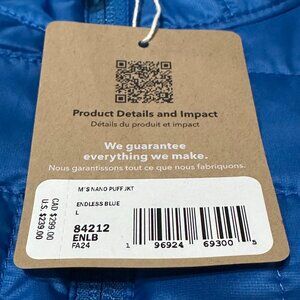 Product Details and Impact
Détails du produit et impact
We guarantee
everything we make.
Nous garantissons tout ce que nous fabriquons.
CAD $299.00
U.S. $239.00
M'S NANO PUFF JKT
ENDLESS BLUE
L
84212
ENLB
FA24
1 96924 69300 5